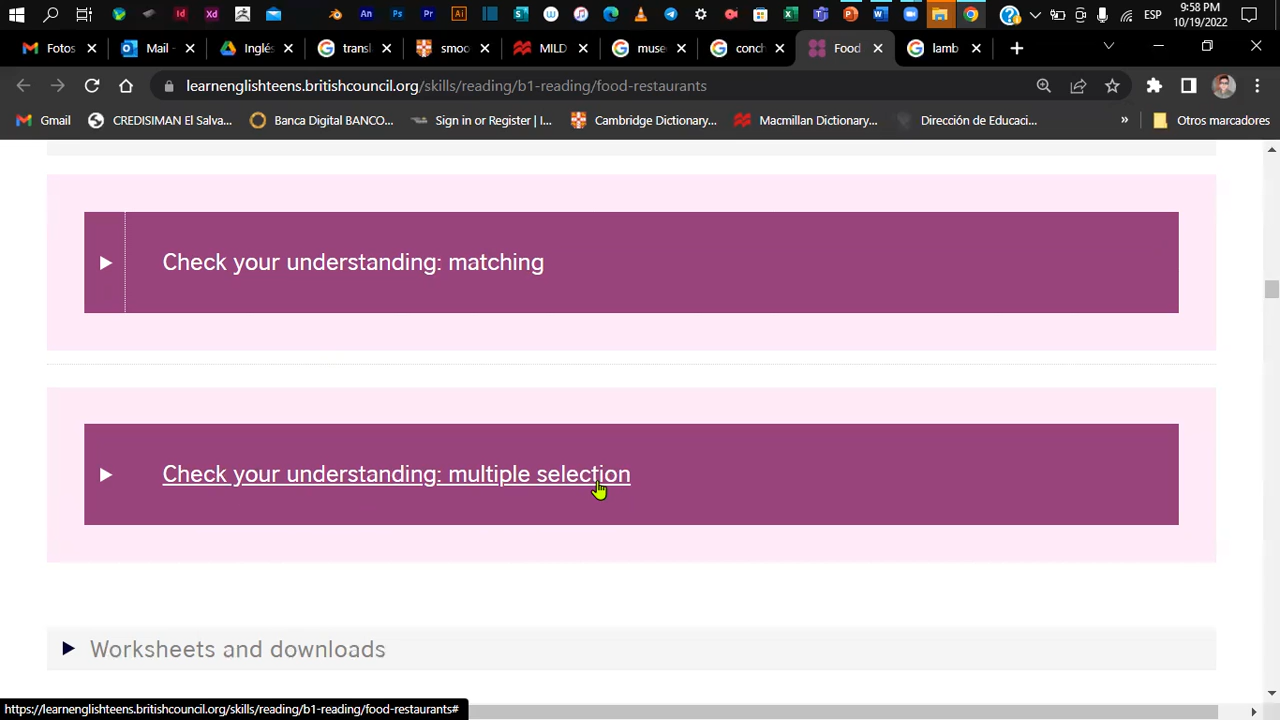 9:58 PM
ESP
10/19/2022
Fotos
Mail -
Inglé
transl
smoo
MILD
muse
conch
Food
lamb
learnenglishteens.britishcouncil.org/skills/reading/b1-reading/food-restaurants
Gmail
CREDISIMAN El Salva...
Banca Digital BANCO...
Sign in or Register | I...
Cambridge Dictionary...
Macmillan Dictionary...
Dirección de Educaci...
»
Otros marcadores
Check your understanding: matching
Check your understanding: multiple selection
Worksheets and downloads
https://learnenglishteens.britishcouncil.org/skills/reading/b1-reading/food-restaurants#